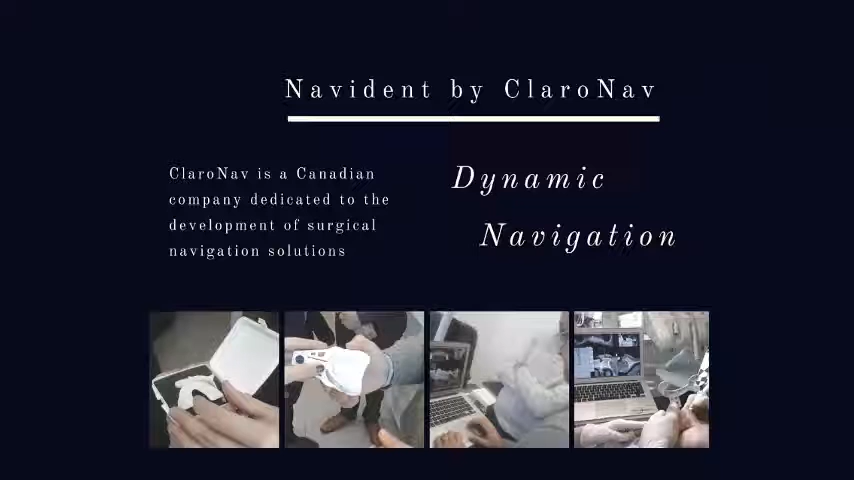 Navident by ClaroNav
ClaroNav is a Canadian
company dedicated to the
development of surgical
navigation solutions
Dynamic
Navigation